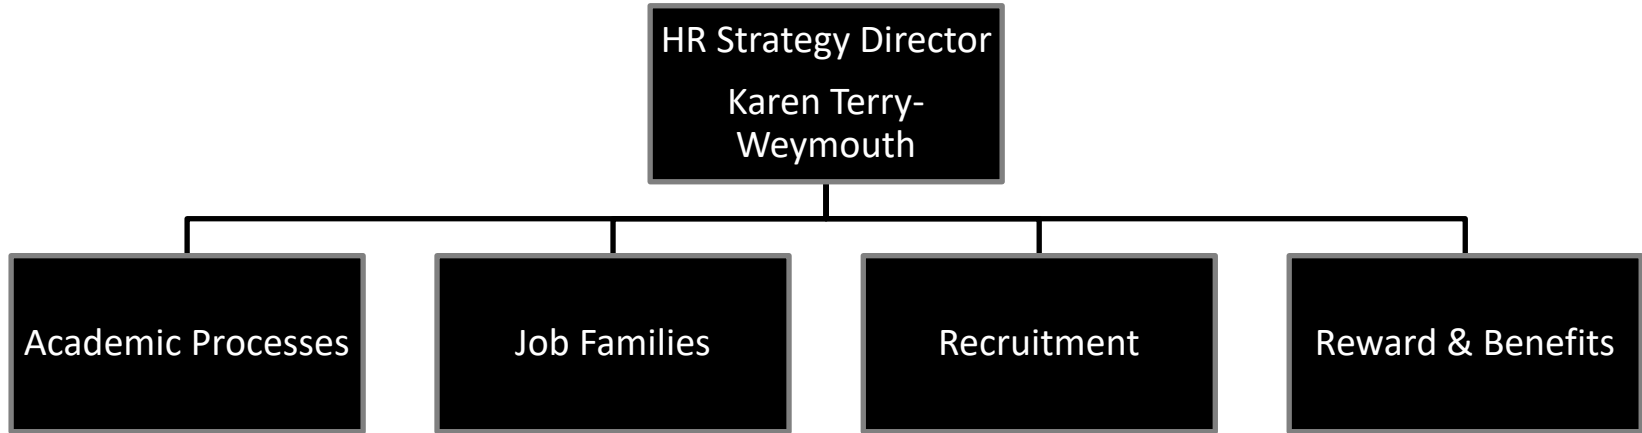 HR Strategy Director
Karen Terry-
Weymouth
Academic Processes
Job Families
Recruitment
Reward & Benefits